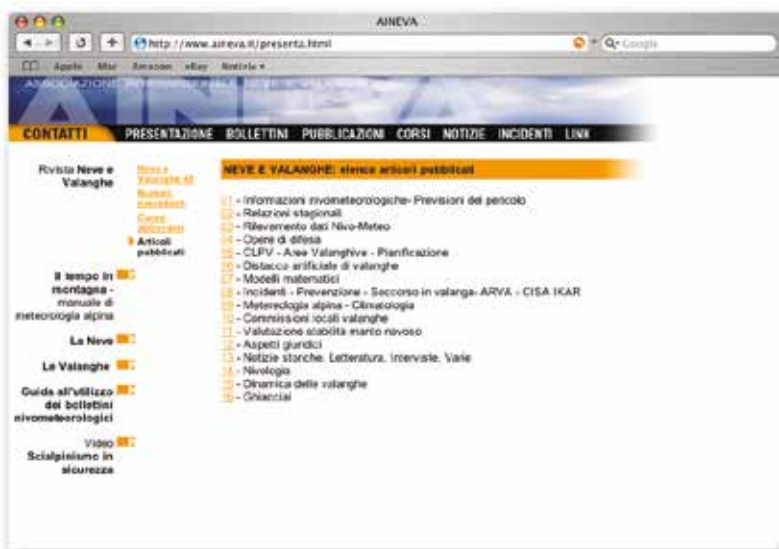 AINEVA
http://www.aineva.it/presenta.html
Google
Apple Mac Amazon eBay Notizie
ASSOCIAZIONE
AINEVA
CONTATTI PRESENTAZIONE BOLLETTINI PUBBLICAZIONI CORSI NOTIZIE INCIDENTI LINK
Rivista Neve e
Valanghe
Neve e
Valanghe
Numeri
precedenti
Come
abbonarsi
Articoli
pubblicati
Il tempo in
montagna -
manuale di
meteorologia alpina
La Neve
Le Valanghe
Guida all'utilizzo
dei bollettini
nivometeorologici
Video
Scialpinismo in
sicurezza
NEVE E VALANGHE: elenco articoli pubblicati
01 - Informazioni nivometeorologiche- Previsioni del pericolo
02 - Relazioni stagionali
03 - Rilevamento dati Nivo-Meteo
04 - Opere di difesa
05 - CLPV - Aree Valanghive - Pianificazione
06 - Distacco artificiale di valanghe
07 - Modelli matematici
08 - Incidenti - Prevenzione - Soccorso in valanga- ARVA - CISA IKAR
09 - Metereologia alpina - Climatologia
10 - Commissioni locali valanghe
11 - Valutazione stabilità manto nevoso
12 - Aspetti giuridici
13 - Notizie storiche, Letteratura, Interviste, Varie
14 - Nivologia
15 - Dinamica delle valanghe
16 - Ghiacciai